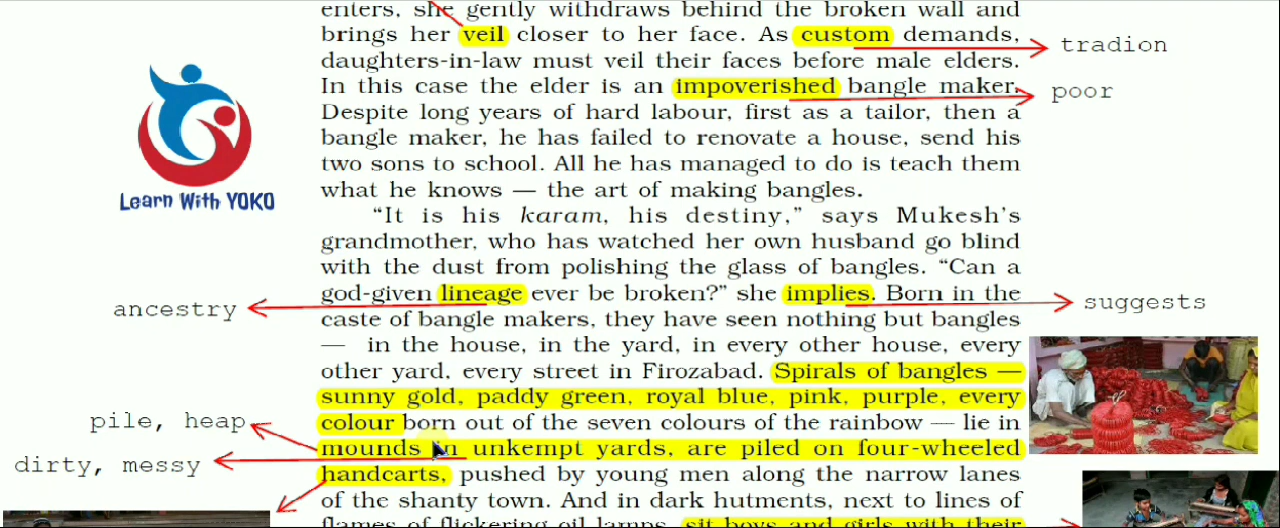 enters, she gently withdraws behind the broken wall and
brings her veil closer to her face. As custom demands,
tradion
daughters-in-law must veil their faces before male elders.
In this case the elder is an impoverished bangle maker.
poor
Despite long years of hard labour, first as a tailor, then a
bangle maker, he has failed to renovate a house, send his
two sons to school. All he has managed to do is teach them
what he knows — the art of making bangles.
Learn With YOKO
“It is his karam, his destiny,” says Mukesh’s
grandmother, who has watched her own husband go blind
with the dust from polishing the glass of bangles. “Can a
god-given lineage ever be broken?” she implies. Born in the
ancestry
suggests
caste of bangle makers, they have seen nothing but bangles
— in the house, in the yard, in every other house, every
other yard, every street in Firozabad. Spirals of bangles —
sunny gold, paddy green, royal blue, pink, purple, every
colour born out of the seven colours of the rainbow — lie in
pile, heap
mounds in unkempt yards, are piled on four-wheeled
dirty, messy
handcarts, pushed by young men along the narrow lanes
of the shanty town. And in dark hutments, next to lines of
flames of flickering oil lamps, sit boys and girls with their